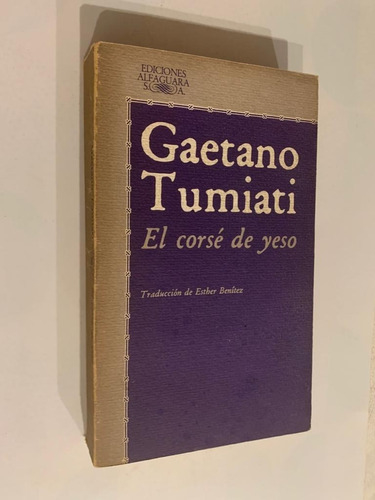 EDICIONES
ALFAGUARA
S. A.
Gaetano
Tumiati
El corsé de yeso
Traducción de Esther Benítez